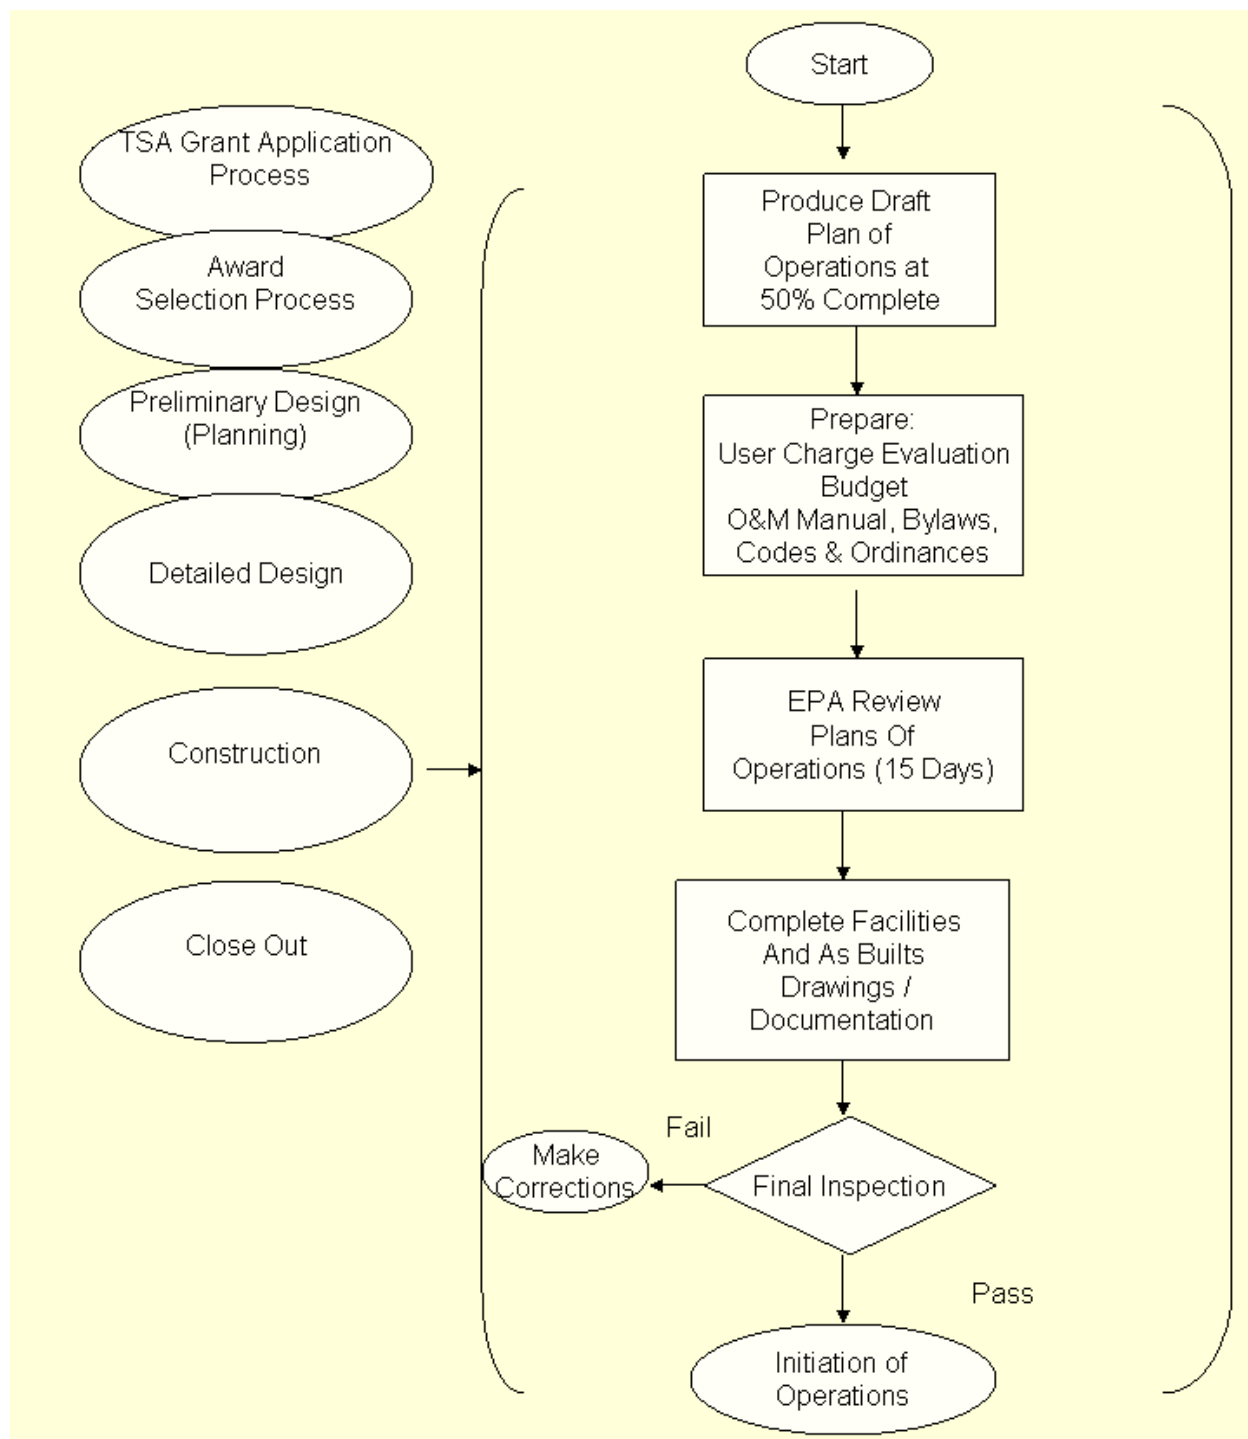 Start
TSA Grant Application
Process
Award
Selection Process
Preliminary Design
(Planning)
Detailed Design
Construction
Close Out
Produce Draft
Plan of
Operations at
50% Complete
Prepare:
User Charge Evaluation
Budget
O&M Manual, Bylaws,
Codes & Ordinances
EPA Review
Plans Of
Operations (15 Days)
Complete Facilities
And As Builts
Drawings /
Documentation
Fail
Make
Corrections
Final Inspection
Pass
Initiation of
Operations